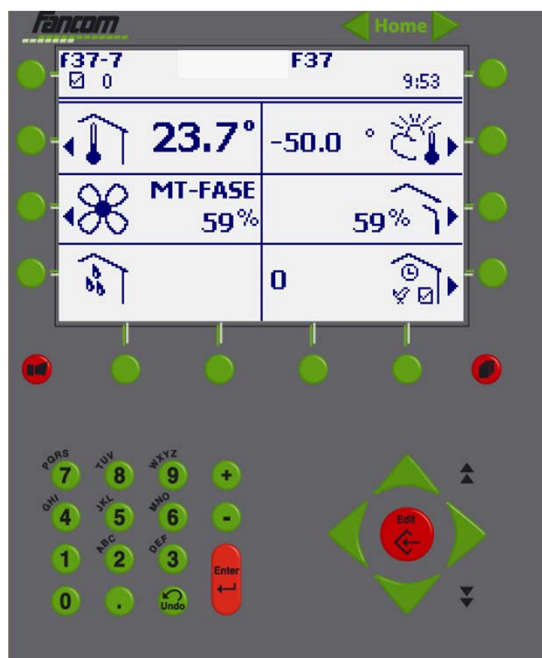 Fancom
Home
F37-7 F37
0 9:53
23.7° -50.0 °
MT-FASE
59% 59%
0
PQRS TUV WXYZ
7 8 9 +
GHI JKL MNO
4 5 6 -
ABC DEF
1 2 3
Enter
0 . Undo
Edit